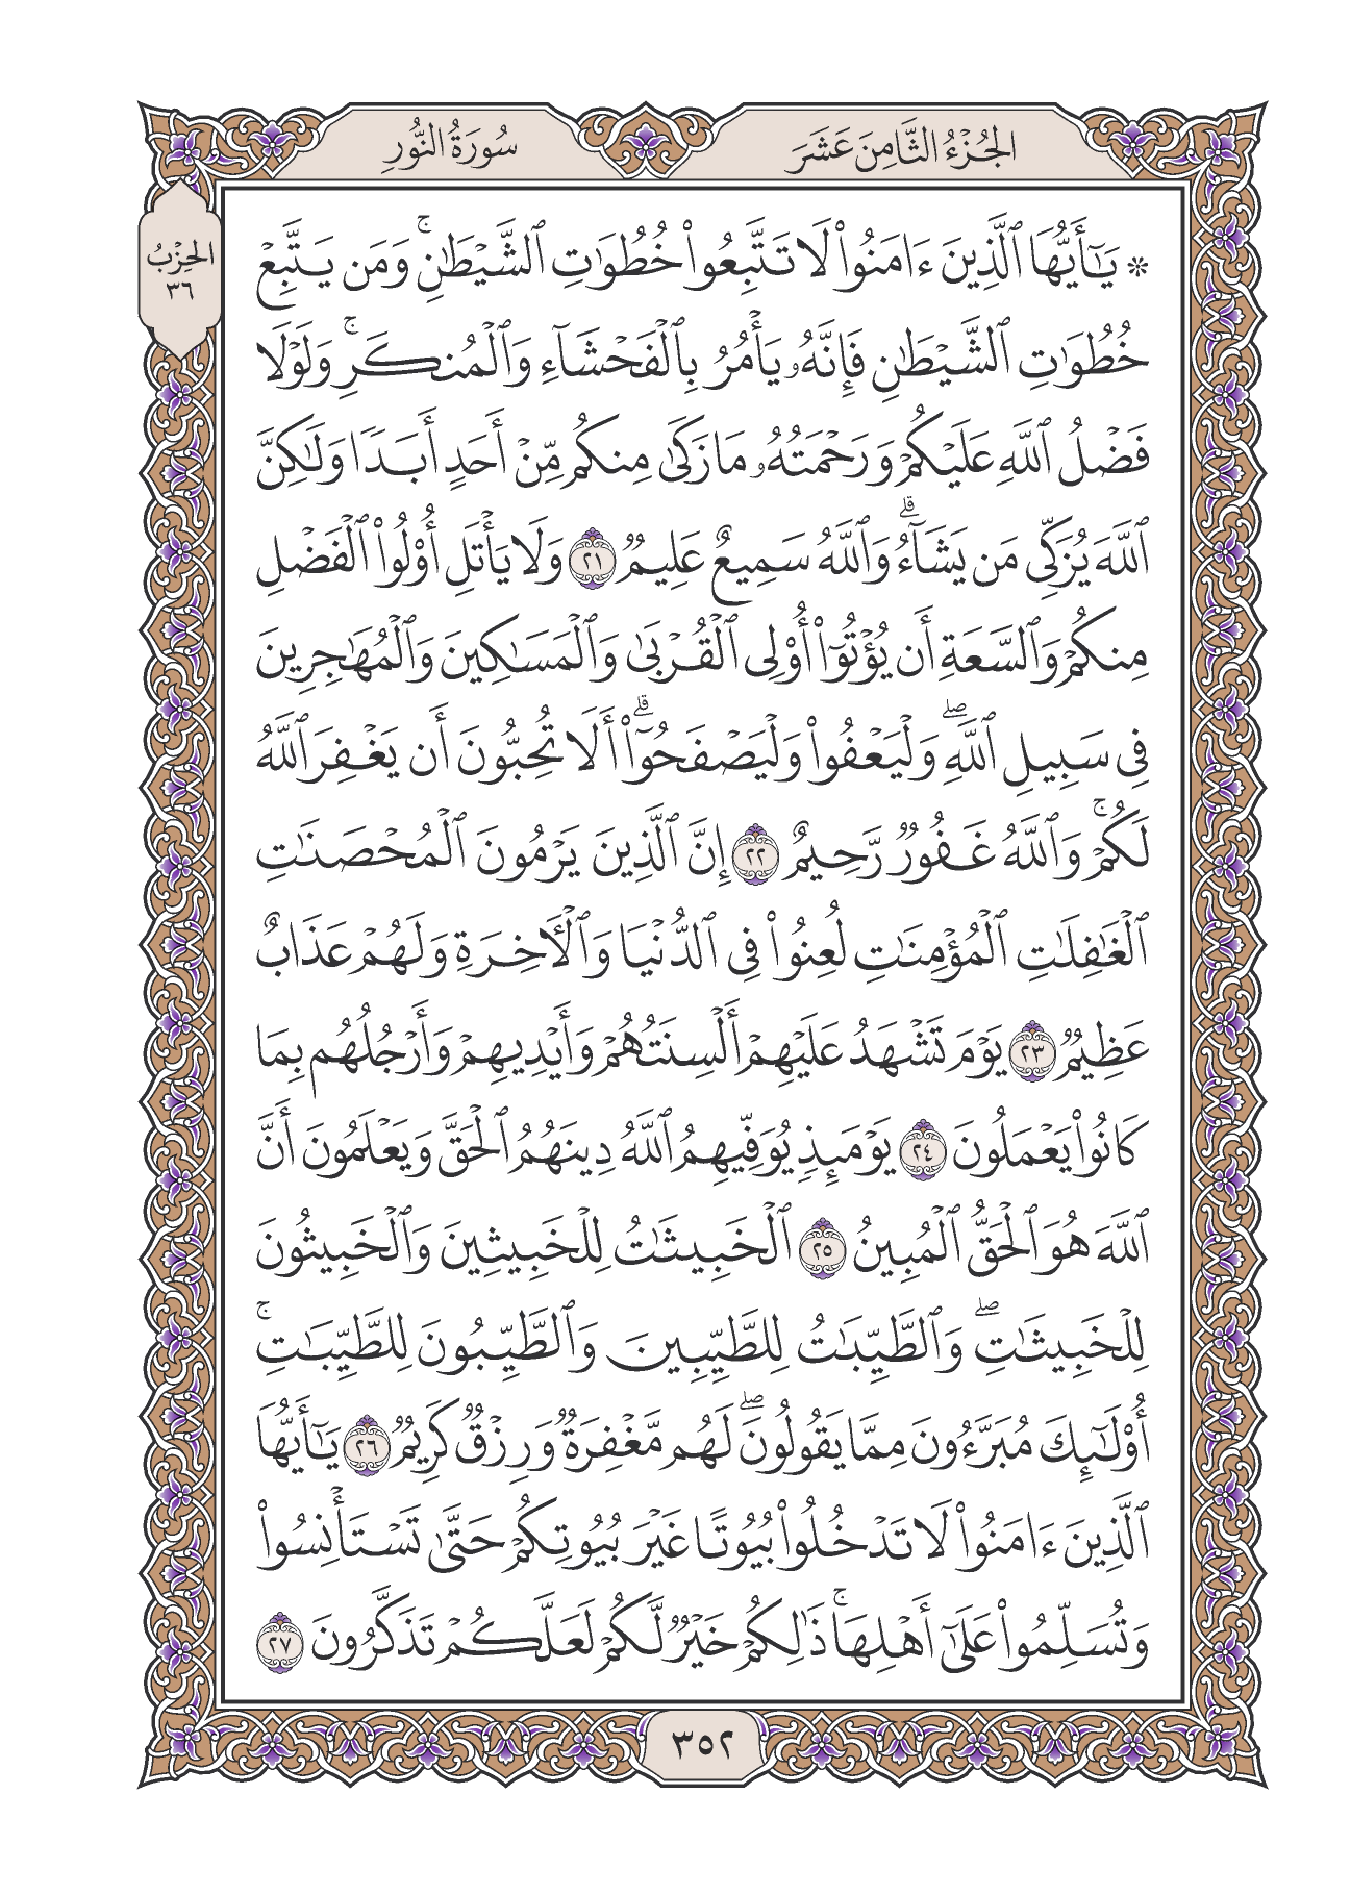 الجُزْءُ الثَّامِنَ عَشَرَ
سُورَةُ النُّورِ
الحِزْبُ
٣٦
۞ يَـٰٓأَيُّهَا ٱلَّذِينَ ءَامَنُوا۟ لَا تَتَّبِعُوا۟ خُطُوَٰتِ ٱلشَّيْطَـٰنِ ۚ وَمَن يَتَّبِعْ
خُطُوَٰتِ ٱلشَّيْطَـٰنِ فَإِنَّهُۥ يَأْمُرُ بِٱلْفَحْشَآءِ وَٱلْمُنكَرِ ۚ وَلَوْلَا
فَضْلُ ٱللَّهِ عَلَيْكُمْ وَرَحْمَتُهُۥ مَا زَكَىٰ مِنكُم مِّنْ أَحَدٍ أَبَدًا وَلَـٰكِنَّ
ٱللَّهَ يُزَكِّى مَن يَشَآءُ ۗ وَٱللَّهُ سَمِيعٌ عَلِيمٌ ٢١ وَلَا يَأْتَلِ أُو۟لُوا۟ ٱلْفَضْلِ
مِنكُمْ وَٱلسَّعَةِ أَن يُؤْتُوٓا۟ أُو۟لِى ٱلْقُرْبَىٰ وَٱلْمَسَـٰكِينَ وَٱلْمُهَـٰجِرِينَ
فِى سَبِيلِ ٱللَّهِ ۖ وَلْيَعْفُوا۟ وَلْيَصْفَحُوٓا۟ ۗ أَلَا تُحِبُّونَ أَن يَغْفِرَ ٱللَّهُ
لَكُمْ ۚ وَٱللَّهُ غَفُورٌ رَّحِيمٌ ٢٢ إِنَّ ٱلَّذِينَ يَرْمُونَ ٱلْمُحْصَنَـٰتِ
ٱلْغَـٰفِلَـٰتِ ٱلْمُؤْمِنَـٰتِ لُعِنُوا۟ فِى ٱلدُّنْيَا وَٱلْـَٔاخِرَةِ وَلَهُمْ عَذَابٌ
عَظِيمٌ ٢٣ يَوْمَ تَشْهَدُ عَلَيْهِمْ أَلْسِنَتُهُمْ وَأَيْدِيهِمْ وَأَرْجُلُهُم بِمَا
كَانُوا۟ يَعْمَلُونَ ٢٤ يَوْمَئِذٍ يُوَفِّيهِمُ ٱللَّهُ دِينَهُمُ ٱلْحَقَّ وَيَعْلَمُونَ أَنَّ
ٱللَّهَ هُوَ ٱلْحَقُّ ٱلْمُبِينُ ٢٥ ٱلْخَبِيثَـٰتُ لِلْخَبِيثِينَ وَٱلْخَبِيثُونَ
لِلْخَبِيثَـٰتِ ۖ وَٱلطَّيِّبَـٰتُ لِلطَّيِّبِينَ وَٱلطَّيِّبُونَ لِلطَّيِّبَـٰتِ ۚ
أُو۟لَـٰٓئِكَ مُبَرَّءُونَ مِمَّا يَقُولُونَ ۖ لَهُم مَّغْفِرَةٌ وَرِزْقٌ كَرِيمٌ ٢٦ يَـٰٓأَيُّهَا
ٱلَّذِينَ ءَامَنُوا۟ لَا تَدْخُلُوا۟ بُيُوتًا غَيْرَ بُيُوتِكُمْ حَتَّىٰ تَسْتَأْنِسُوا۟
وَتُسَلِّمُوا۟ عَلَىٰٓ أَهْلِهَا ۚ ذَٰلِكُمْ خَيْرٌ لَّكُمْ لَعَلَّكُمْ تَذَكَّرُونَ ٢٧
٣٥٢